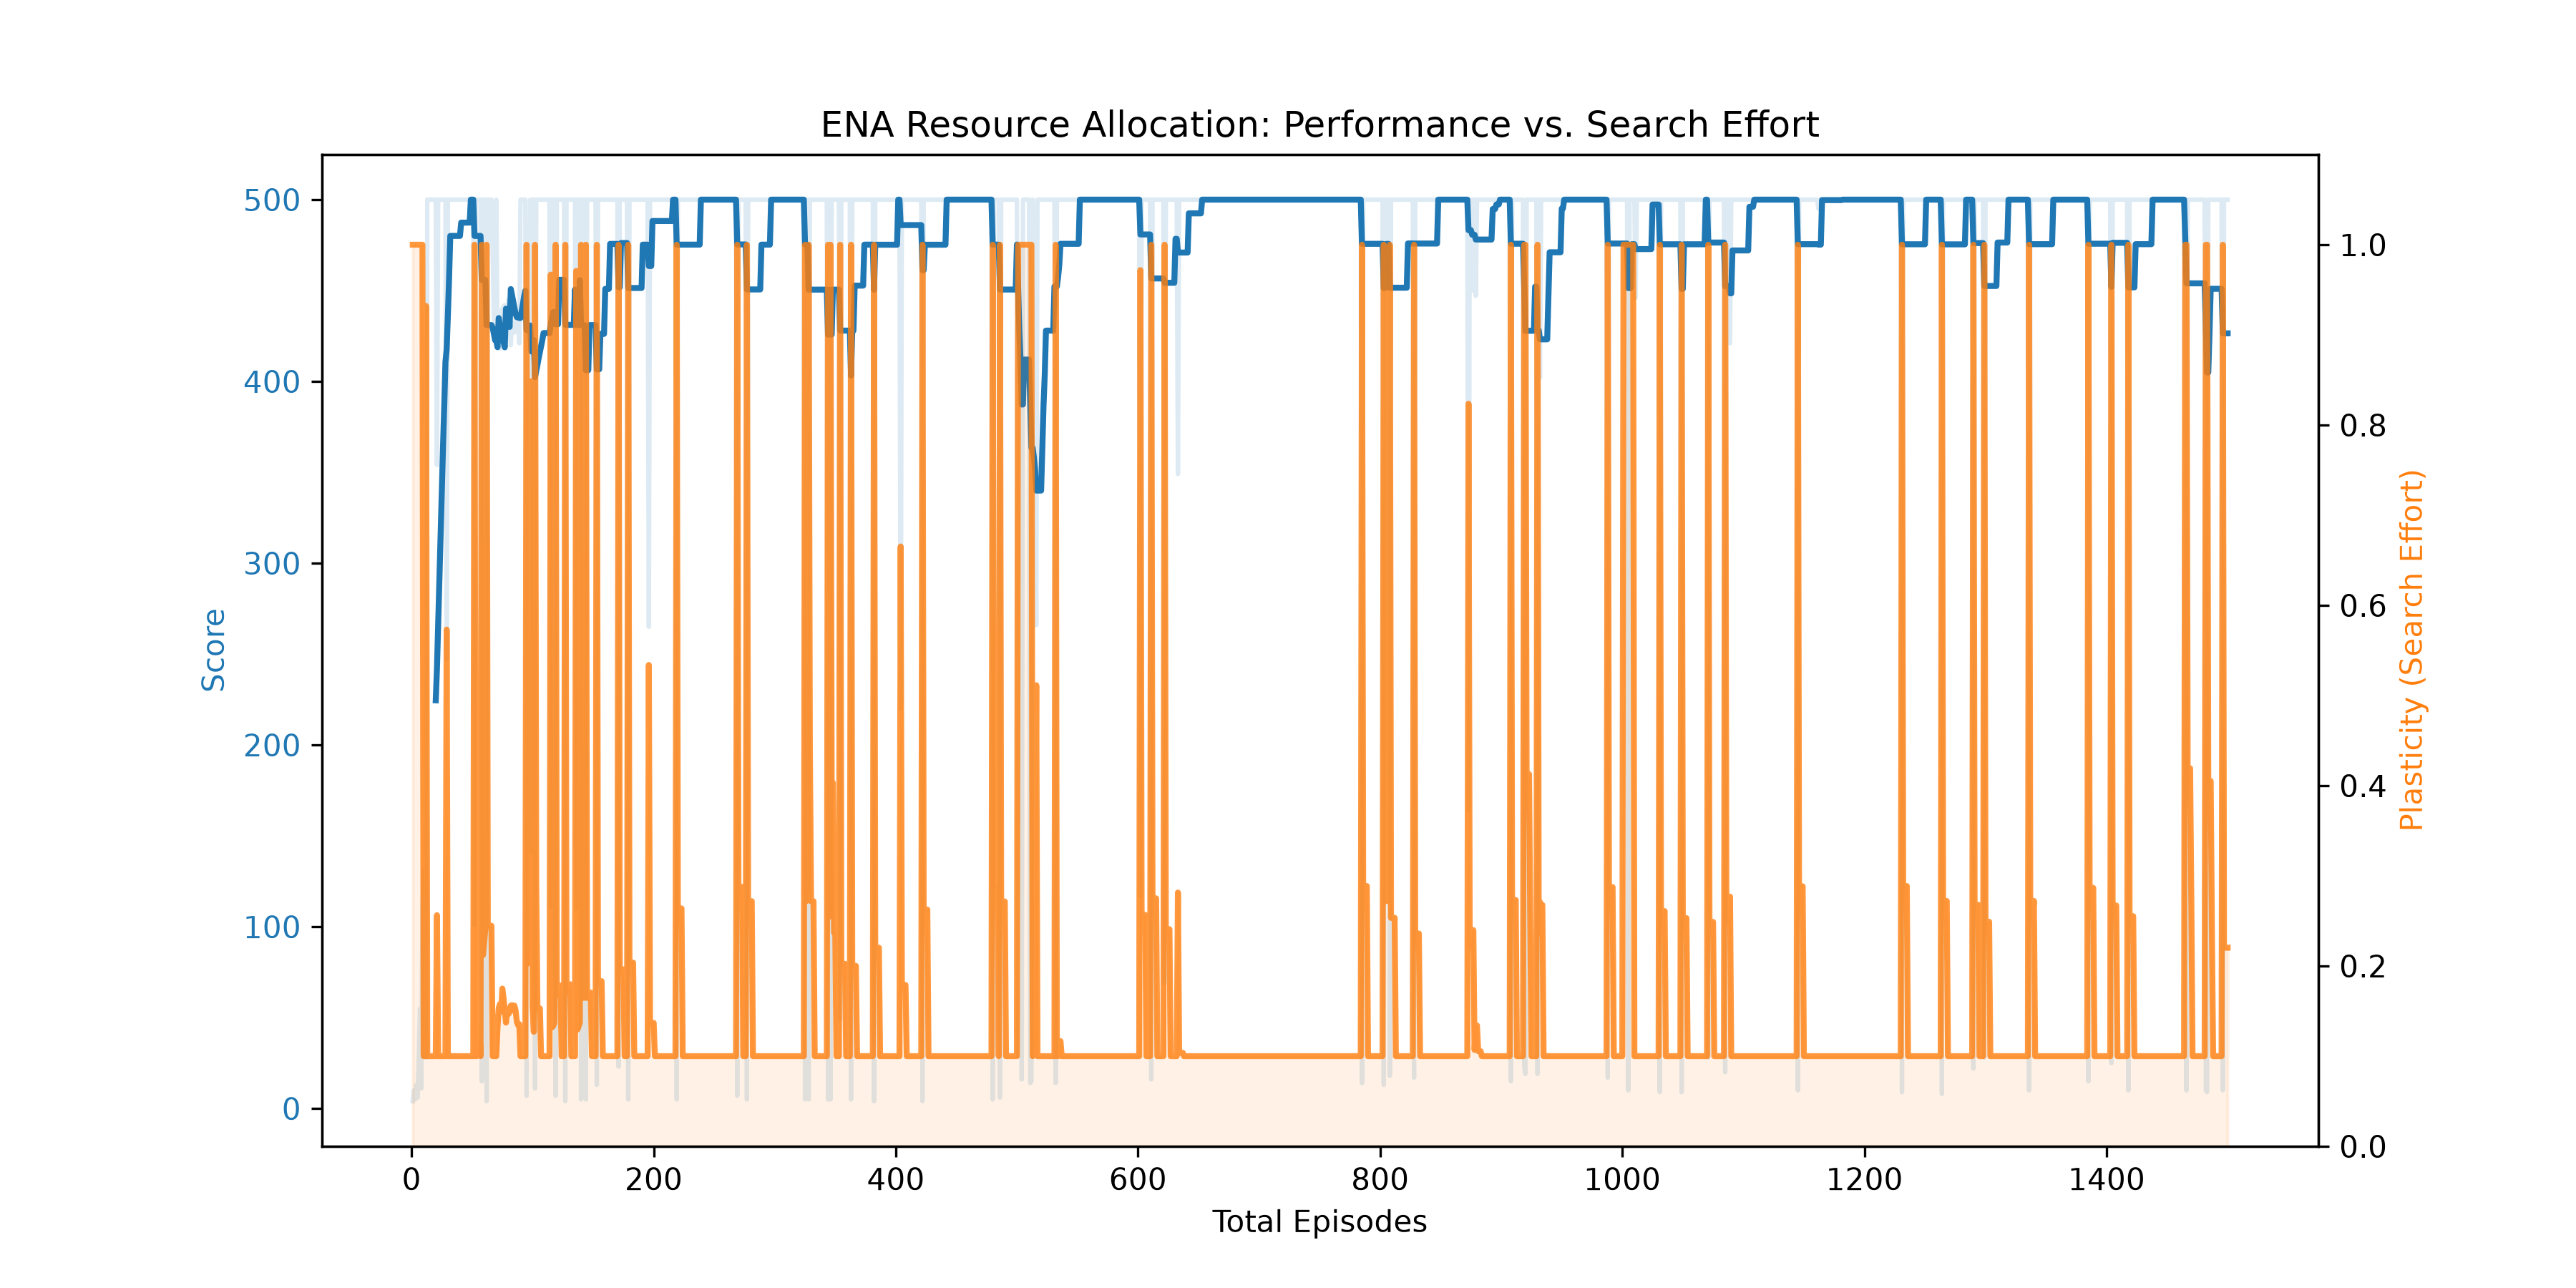 ENA Resource Allocation: Performance vs. Search Effort
500
400
300
200
100
0
Score
1.0
0.8
0.6
0.4
0.2
0.0
Plasticity (Search Effort)
0 200 400 600 800 1000 1200 1400
Total Episodes